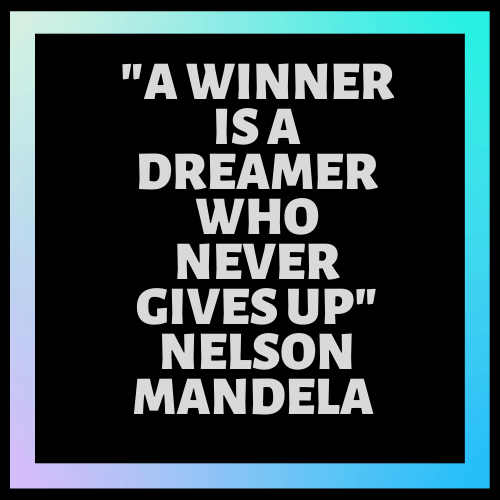 "A WINNER
IS A
DREAMER
WHO
NEVER
GIVES UP"
NELSON
MANDELA